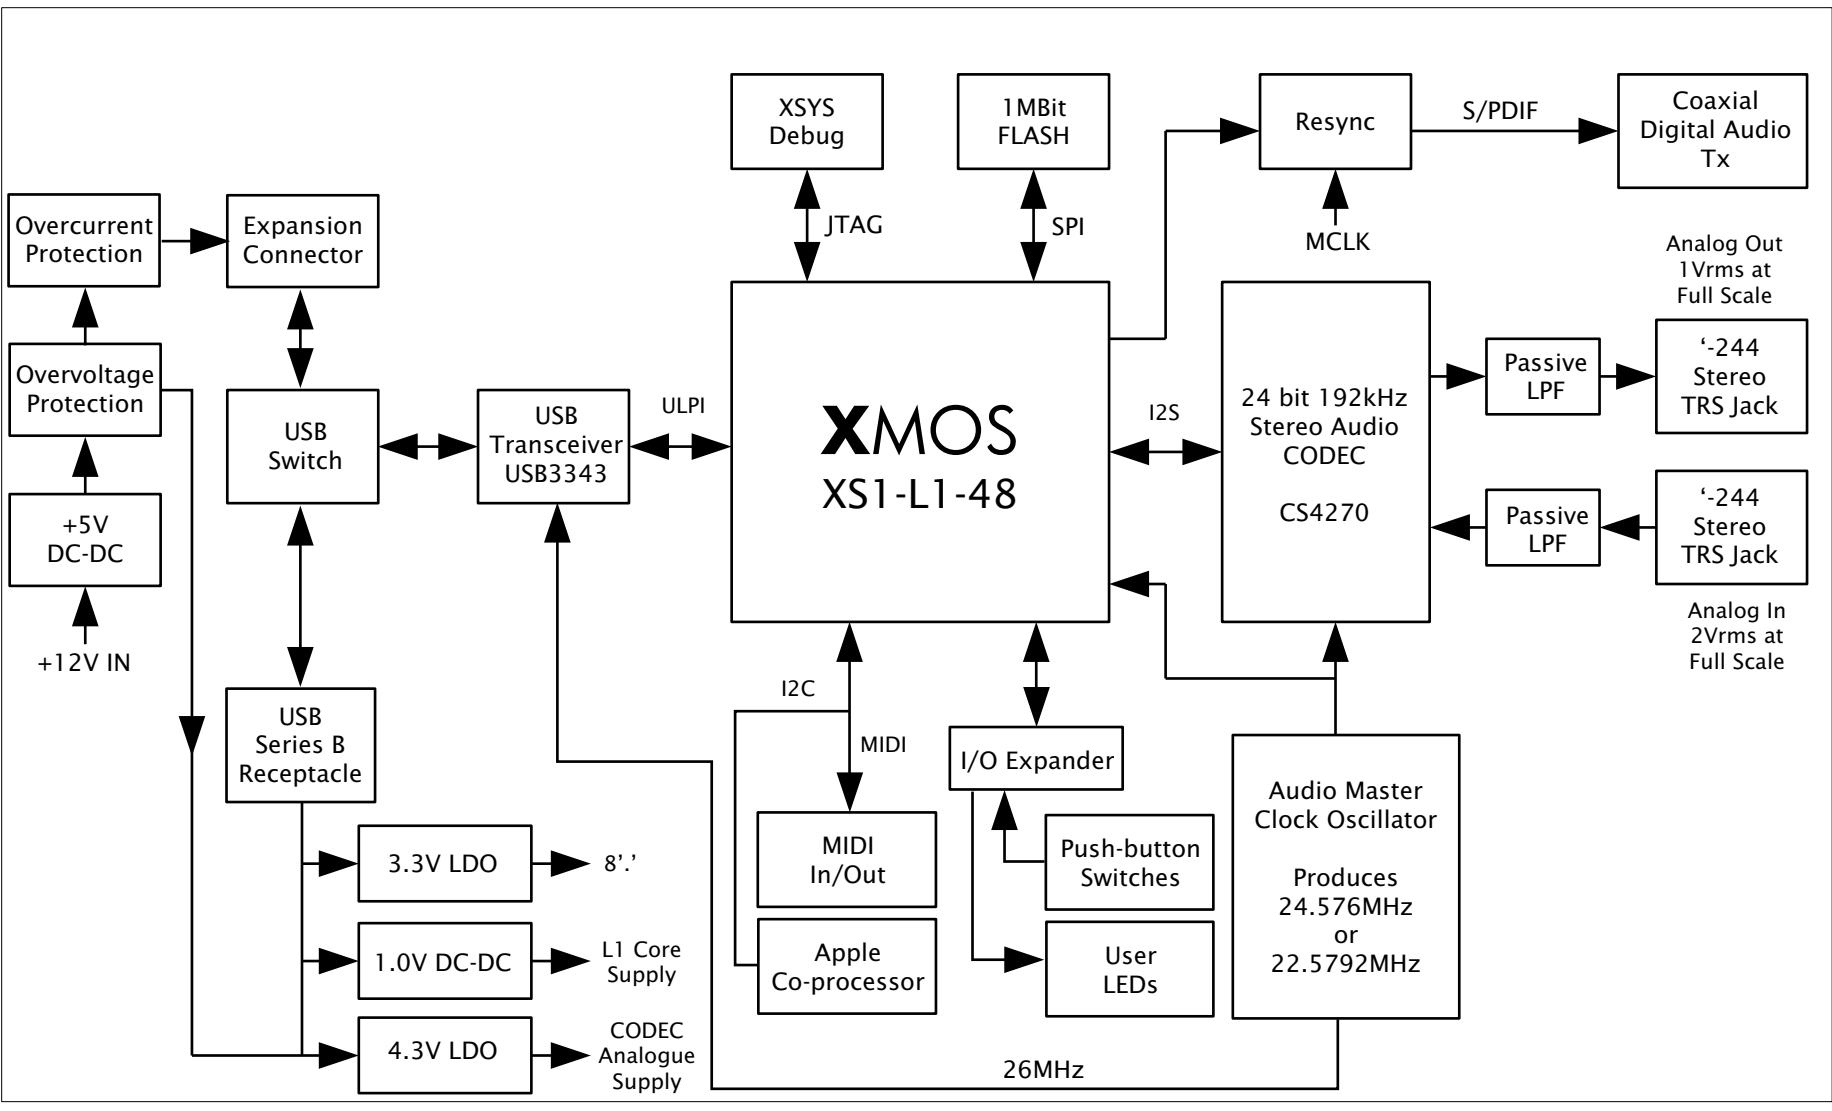 XSYS
Debug
1MBit
FLASH
Resync
S/PDIF
Coaxial
Digital Audio
Tx
Overcurrent
Protection
Expansion
Connector
JTAG
SPI
MCLK
Analog Out
1Vrms at
Full Scale
Overvoltage
Protection
USB
Switch
USB
Transceiver
USB3343
ULPI
XMOS
XS1-L1-48
I2S
24 bit 192kHz
Stereo Audio
CODEC
CS4270
Passive
LPF
‘-244
Stereo
TRS Jack
Passive
LPF
‘-244
Stereo
TRS Jack
+5V
DC-DC
+12V IN
Analog In
2Vrms at
Full Scale
USB
Series B
Receptacle
I2C
MIDI
I/O Expander
Audio Master
Clock Oscillator
Produces
24.576MHz
or
22.5792MHz
3.3V LDO
8'.'
MIDI
In/Out
Push-button
Switches
1.0V DC-DC
L1 Core
Supply
Apple
Co-processor
User
LEDs
4.3V LDO
CODEC
Analogue
Supply
26MHz